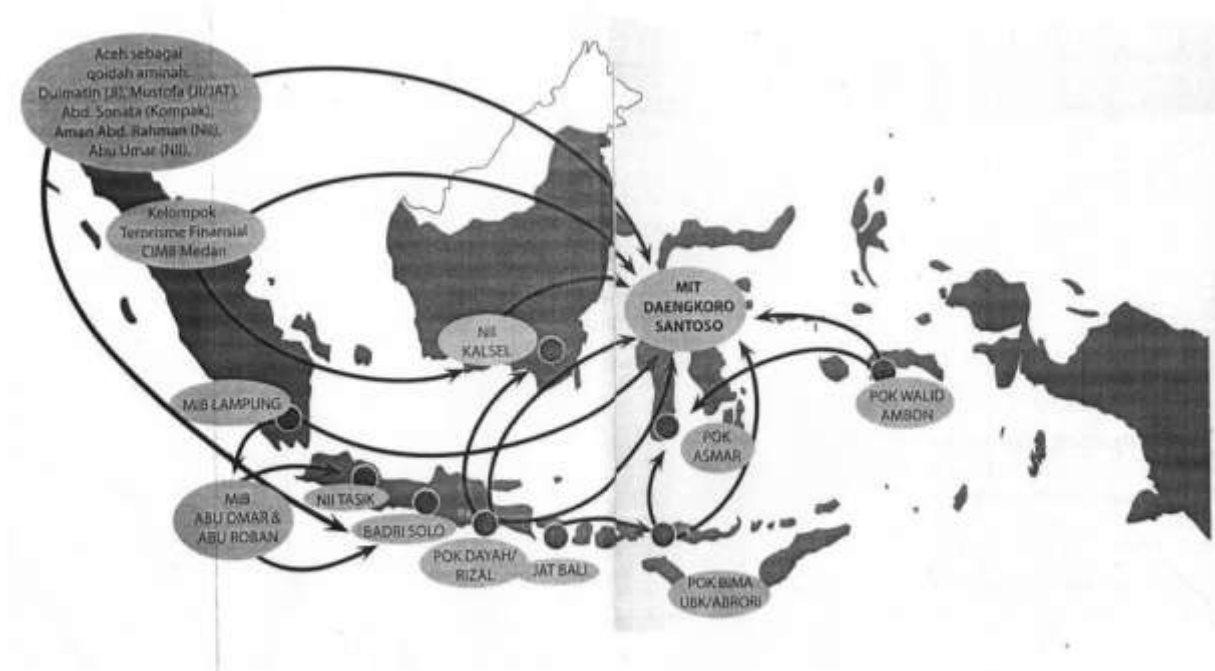 Aceh sebagai
qoidah aminah.
Dulmatin (JI), Mustofa (JI/JAT),
Abd. Sonata (Kompak),
Aman Abd. Rahman (NII),
Abu Umar (NII),
Kelompok
Terorisme Finansial
CIMB Medan
MIT
DAENGKORO
SANTOSO
NII
KALSEL
MIB LAMPUNG
POK WALID
AMBON
POK
ASMAR
MIB
ABU OMAR &
ABU ROBAN
NII TASIK
BADRI SOLO
POK DAYAH/
RIZAL
JAT BALI
POK BIMA
UBK/ABRORI